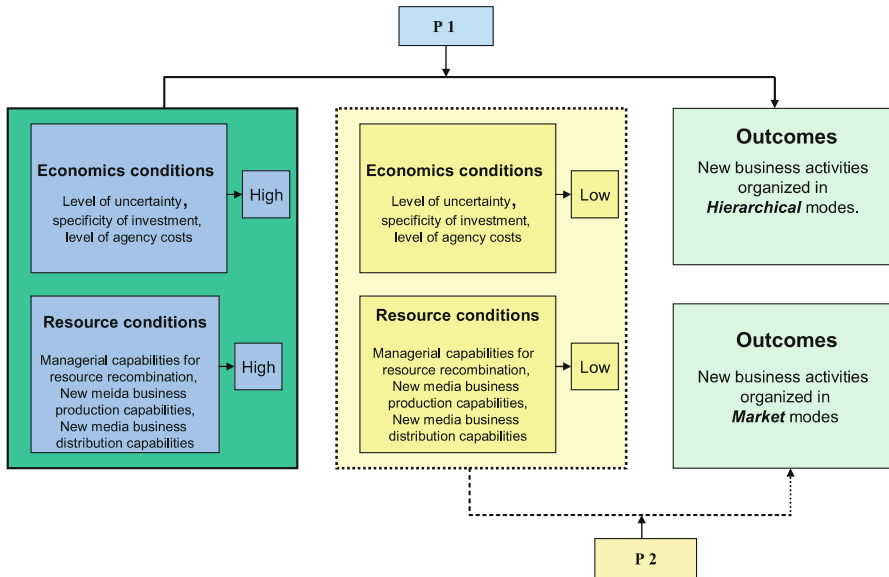 P 1
Economics conditions
Level of uncertainty,
specificity of investment,
level of agency costs
High
Resource conditions
Managerial capabilities for
resource recombination,
New meida business
production capabilities,
New media business
distribution capabilities
High
Economics conditions
Level of uncertainty,
specificity of investment,
level of agency costs
Low
Resource conditions
Managerial capabilities for
resource recombination,
New media business
production capabilities,
New media business
distribution capabilities
Low
Outcomes
New business activities
organized in
Hierarchical modes.
Outcomes
New business activities
organized in
Market modes
P 2